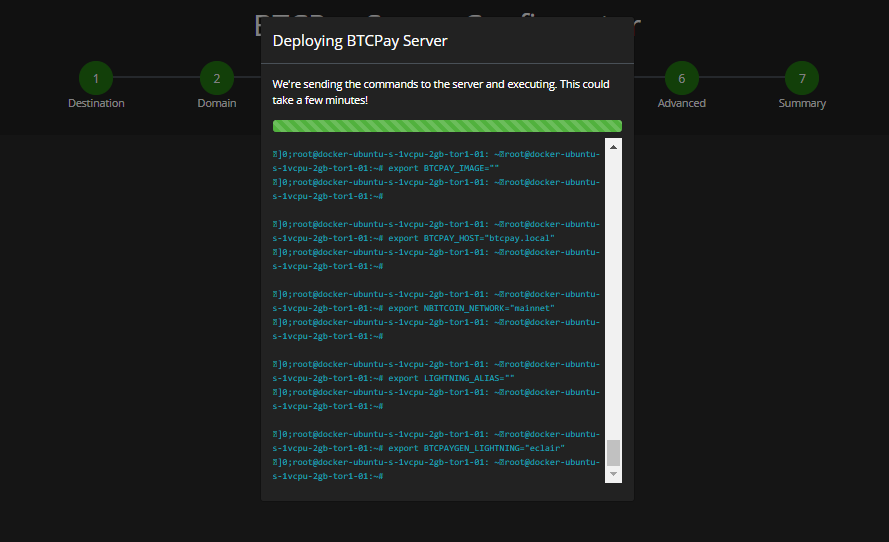 Deploying BTCPay Server
1
2
6
7
Destination
Domain
Advanced
Summary
We're sending the commands to the server and executing. This could
take a few minutes!
]0;root@docker-ubuntu-s-1vcpu-2gb-tor1-01: ~root@docker-ubuntu-
s-1vcpu-2gb-tor1-01:~# export BTCPAY_IMAGE=""
]0;root@docker-ubuntu-s-1vcpu-2gb-tor1-01: ~root@docker-ubuntu-
s-1vcpu-2gb-tor1-01:~#
]0;root@docker-ubuntu-s-1vcpu-2gb-tor1-01: ~root@docker-ubuntu-
s-1vcpu-2gb-tor1-01:~# export BTCPAY_HOST="btcpay.local"
]0;root@docker-ubuntu-s-1vcpu-2gb-tor1-01: ~root@docker-ubuntu-
s-1vcpu-2gb-tor1-01:~#
]0;root@docker-ubuntu-s-1vcpu-2gb-tor1-01: ~root@docker-ubuntu-
s-1vcpu-2gb-tor1-01:~# export NBITCOIN_NETWORK="mainnet"
]0;root@docker-ubuntu-s-1vcpu-2gb-tor1-01: ~root@docker-ubuntu-
s-1vcpu-2gb-tor1-01:~#
]0;root@docker-ubuntu-s-1vcpu-2gb-tor1-01: ~root@docker-ubuntu-
s-1vcpu-2gb-tor1-01:~# export LIGHTNING_ALIAS=""
]0;root@docker-ubuntu-s-1vcpu-2gb-tor1-01: ~root@docker-ubuntu-
s-1vcpu-2gb-tor1-01:~#
]0;root@docker-ubuntu-s-1vcpu-2gb-tor1-01: ~root@docker-ubuntu-
s-1vcpu-2gb-tor1-01:~# export BTCPAYGEN_LIGHTNING="eclair"
]0;root@docker-ubuntu-s-1vcpu-2gb-tor1-01: ~root@docker-ubuntu-
s-1vcpu-2gb-tor1-01:~#